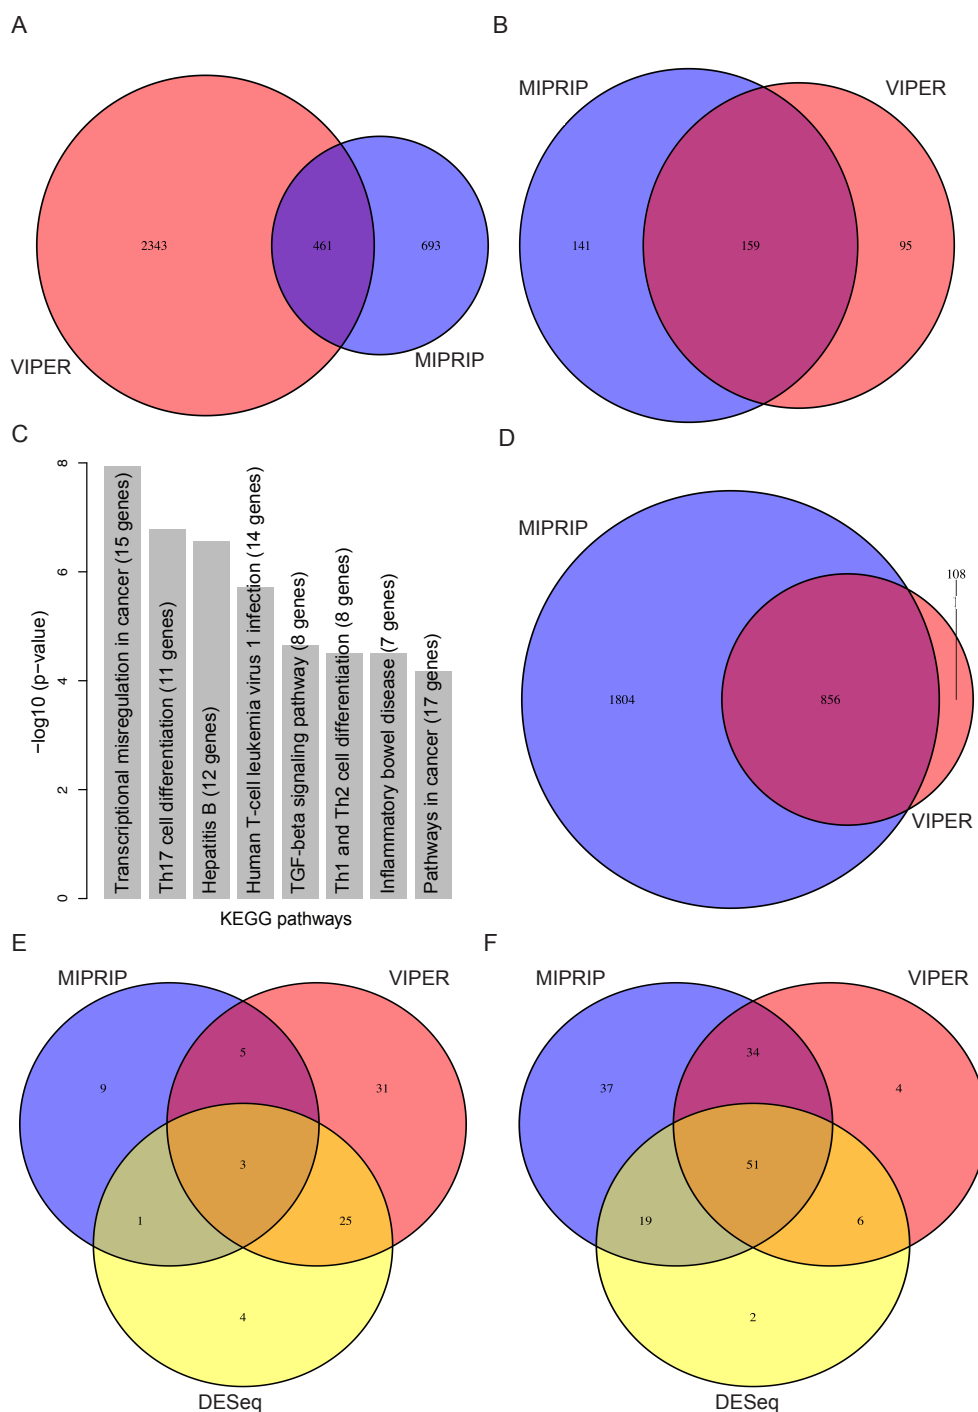 A
B
MIPRIP
VIPER
2343
461
693
141
159
95
VIPER
MIPRIP
C
D
−log10 (p−value)
0
2
4
6
8
Transcriptional misregulation in cancer (15 genes)
Th17 cell differentiation (11 genes)
Hepatitis B (12 genes)
Human T-cell leukemia virus 1 infection (14 genes)
TGF-beta signaling pathway (8 genes)
Th1 and Th2 cell differentiation (8 genes)
Inflammatory bowel disease (7 genes)
Pathways in cancer (17 genes)
KEGG pathways
MIPRIP
108
1804
856
VIPER
E
F
MIPRIP
VIPER
9
5
31
3
1
25
4
DESeq
MIPRIP
VIPER
37
34
4
51
19
6
2
DESeq